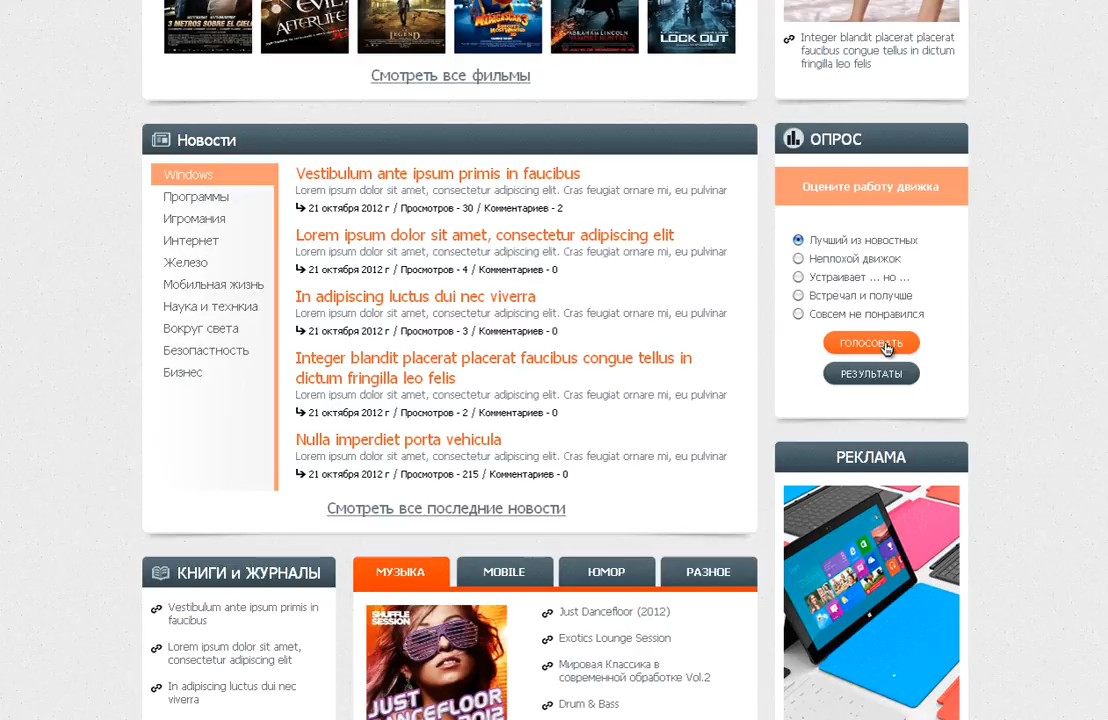 3 METROS SOBRE EL CIELO
EVIL
AFTERLIFE
LEGEND
MADAGASCAR 3
EUROPE'S MOST WANTED
ABRAHAM LINCOLN
VAMPIRE HUNTER
LOCK OUT
Смотреть все фильмы
Integer blandit placerat placerat
faucibus congue tellus in dictum
fringilla leo felis
Новости
Windows
Программы
Игромания
Интернет
Железо
Мобильная жизнь
Наука и технкиа
Вокруг света
Безопастность
Бизнес
Vestibulum ante ipsum primis in faucibus
Lorem ipsum dolor sit amet, consectetur adipiscing elit. Cras feugiat ornare mi, eu pulvinar
21 октября 2012 г / Просмотров - 30 / Комментариев - 2
Lorem ipsum dolor sit amet, consectetur adipiscing elit
Lorem ipsum dolor sit amet, consectetur adipiscing elit. Cras feugiat ornare mi, eu pulvinar
21 октября 2012 г / Просмотров - 4 / Комментариев - 0
In adipiscing luctus dui nec viverra
Lorem ipsum dolor sit amet, consectetur adipiscing elit. Cras feugiat ornare mi, eu pulvinar
21 октября 2012 г / Просмотров - 3 / Комментариев - 0
Integer blandit placerat placerat faucibus congue tellus in
dictum fringilla leo felis
Lorem ipsum dolor sit amet, consectetur adipiscing elit. Cras feugiat ornare mi, eu pulvinar
21 октября 2012 г / Просмотров - 2 / Комментариев - 0
Nulla imperdiet porta vehicula
Lorem ipsum dolor sit amet, consectetur adipiscing elit. Cras feugiat ornare mi, eu pulvinar
21 октября 2012 г / Просмотров - 215 / Комментариев - 0
Смотреть все последние новости
ОПРОС
Оцените работу движка
Лучший из новостных
Неплохой движок
Устраивает ... но ...
Встречал и получше
Совсем не понравился
ГОЛОСОВАТЬ
РЕЗУЛЬТАТЫ
РЕКЛАМА
КНИГИ и ЖУРНАЛЫ
Vestibulum ante ipsum primis in
faucibus
Lorem ipsum dolor sit amet,
consectetur adipiscing elit
In adipiscing luctus dui nec
viverra
МУЗЫКА
MOBILE
ЮМОР
РАЗНОЕ
SHUFFLE
SESSION
JUST
DANCEFLOOR
2012
Just Dancefloor (2012)
Exotics Lounge Session
Мировая Классика в
современной обработке Vol.2
Drum & Bass